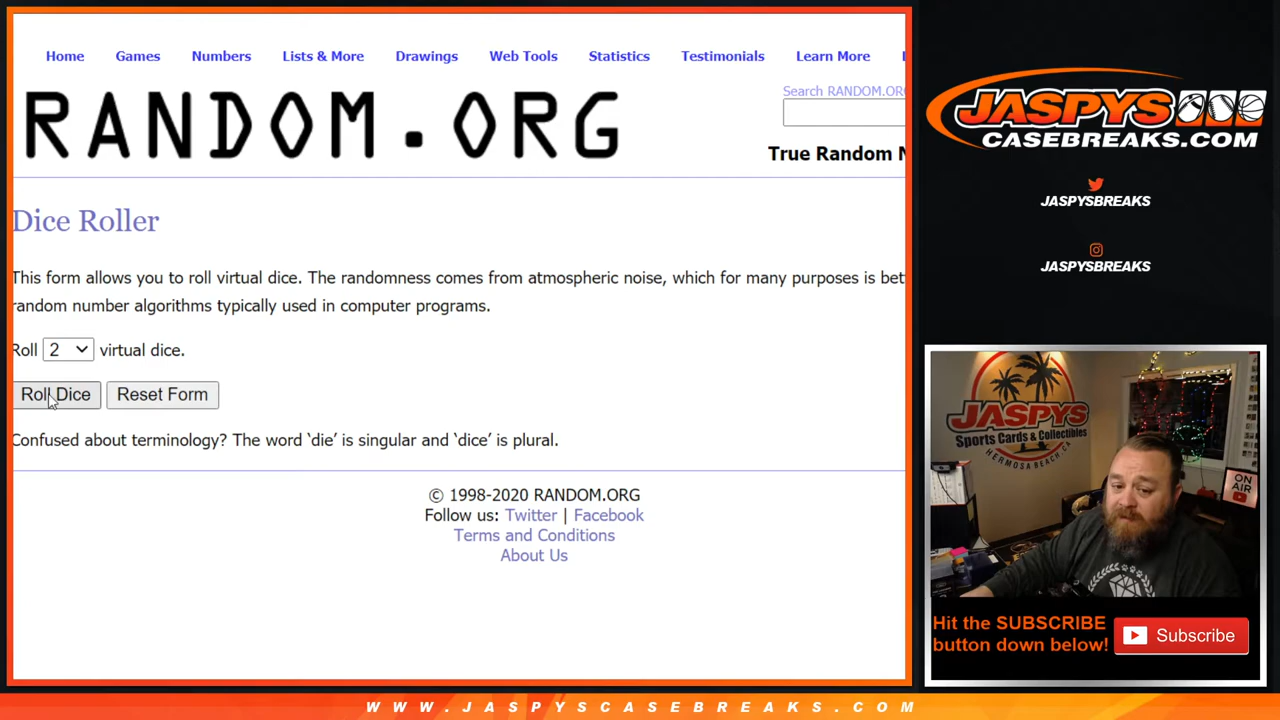 Home Games Numbers Lists & More Drawings Web Tools Statistics Testimonials Learn More
Search RANDOM.OR
RANDOM.ORG
True Random N
Dice Roller
This form allows you to roll virtual dice. The randomness comes from atmospheric noise, which for many purposes is bet
random number algorithms typically used in computer programs.
Roll 2 virtual dice.
Roll Dice Reset Form
Confused about terminology? The word ‘die’ is singular and ‘dice’ is plural.
© 1998-2020 RANDOM.ORG
Follow us: Twitter | Facebook
Terms and Conditions
About Us
JASPYS
CASEBREAKS.COM
JASPYSBREAKS
JASPYSBREAKS
JASPYS
Sports Cards & Collectibles
HERMOSA BEACH, CA
ON
AIR
Hit the SUBSCRIBE
button down below!
Subscribe
WWW.JASPYSCASEBREAKS.COM